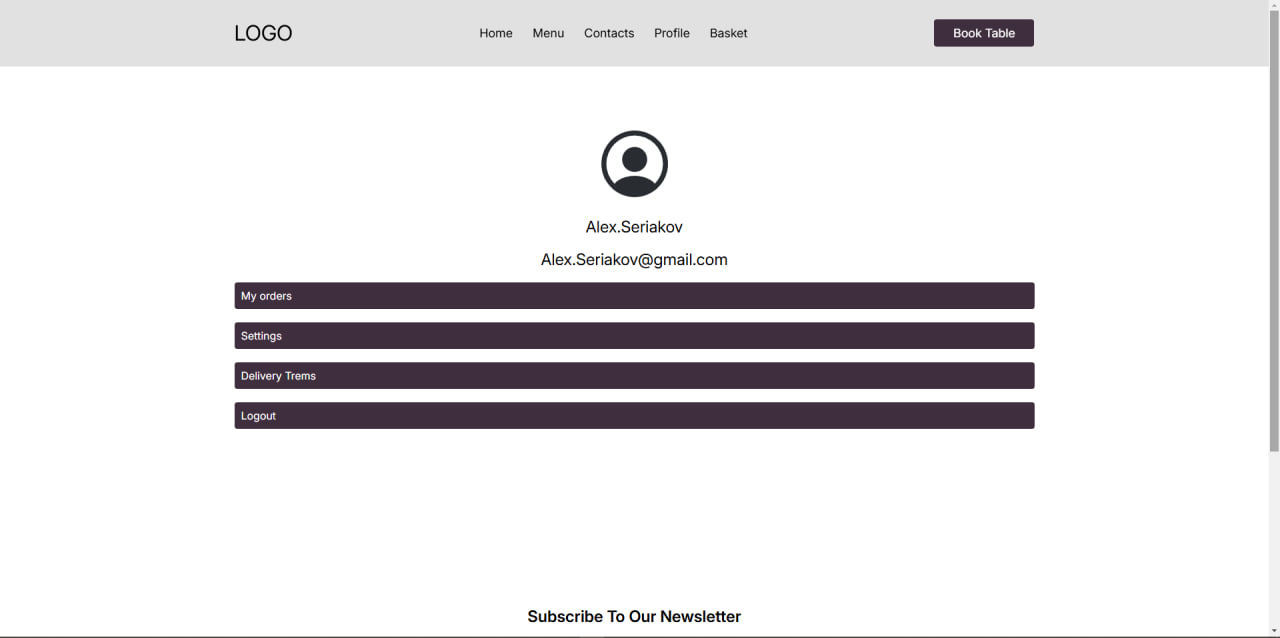 LOGO
Home Menu Contacts Profile Basket
Book Table
Alex.Seriakov
Alex.Seriakov@gmail.com
My orders
Settings
Delivery Trems
Logout
Subscribe To Our Newsletter